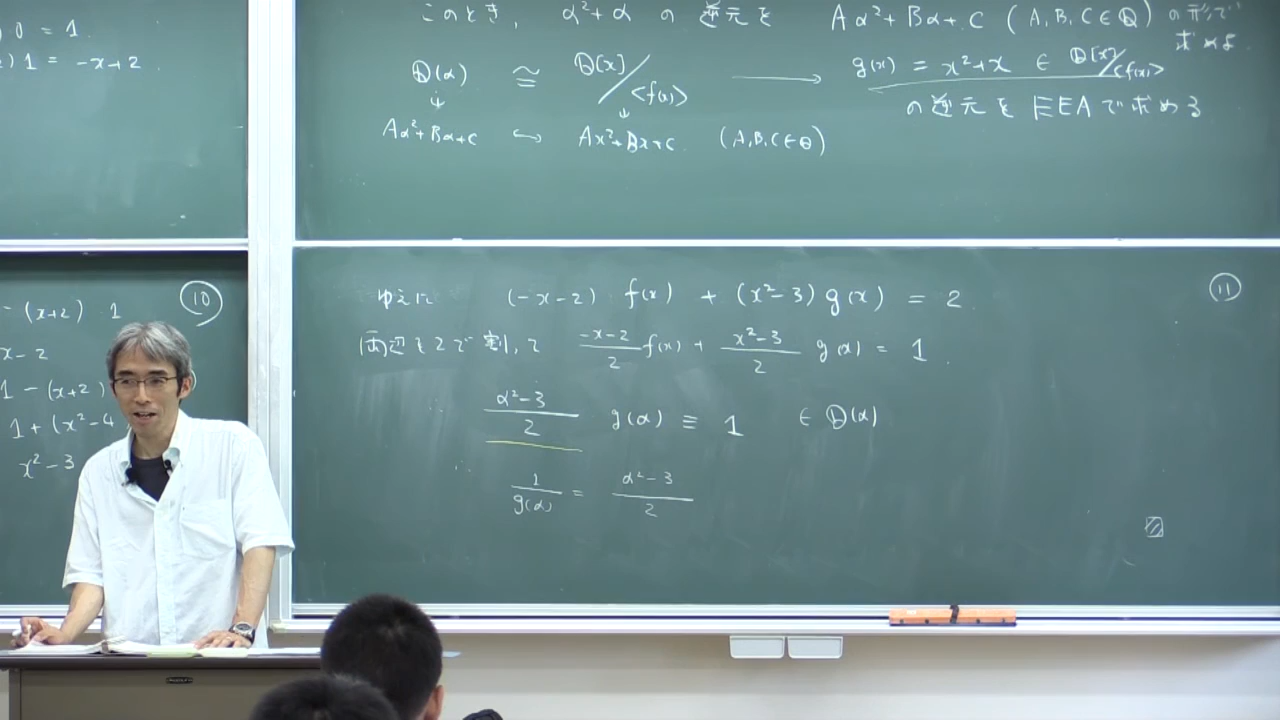 ) 0 = 1.
) 1 = -x+2.
このとき, α²+α の 逆元を Aα²+Bα+C (A,B,C∈ℚ) の形で
求めよ.
ℚ(α) ≅ ℚ[x]/<f(x)> → g(x) = x²+x ∈ ℚ[x]/<f(x)>
の逆元を EEAで求める
Aα²+Bα+C ↔ Ax²+Bx+C (A,B,C∈ℚ)
⑩
- (x+2) 1
x-2
1 - (x+2)
1 + (x²-4
x²-3
⑪
ゆえに (-x-2) f(x) + (x²-3) g(x) = 2
両辺を2で割って (-x-2)/2 f(x) + (x²-3)/2 g(x) = 1.
(α²-3)/2 g(α) ≡ 1 ∈ ℚ(α)
∴ 1/g(α) = (α²-3)/2